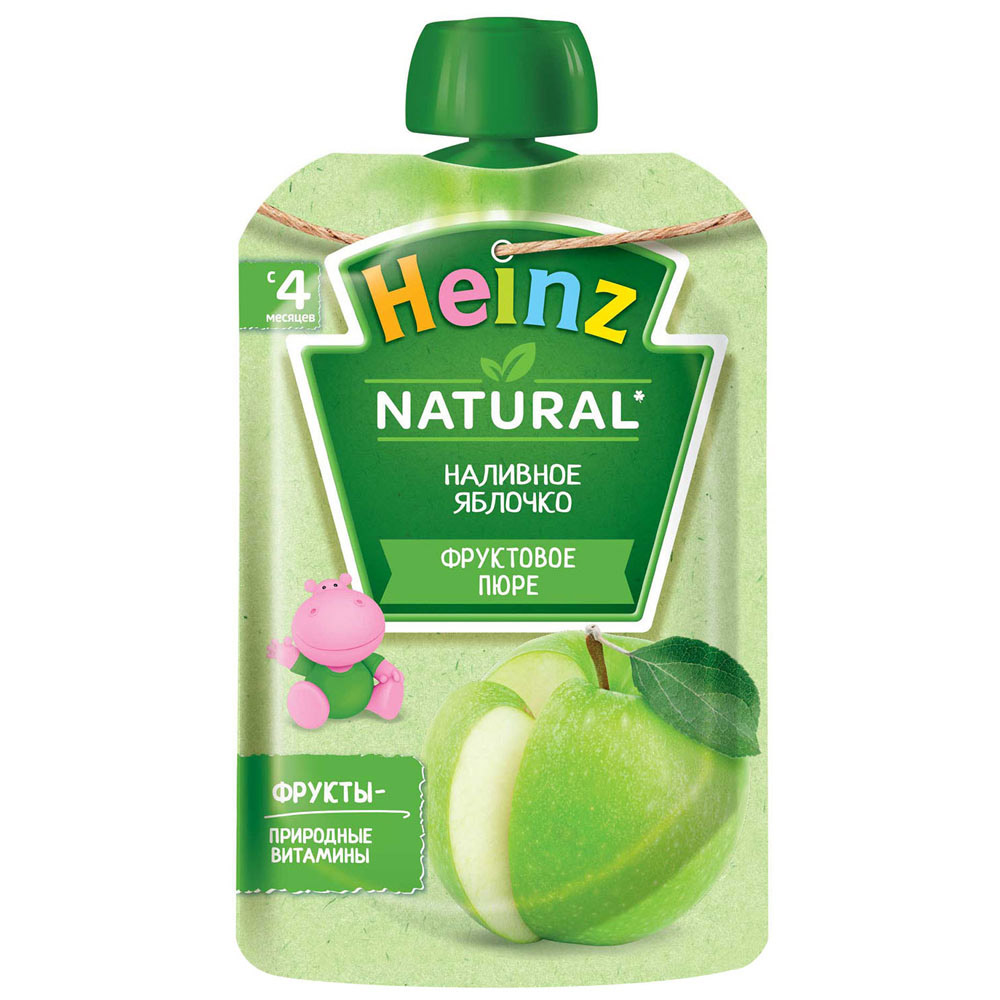 Heinz
с 4
месяцев
NATURAL*
НАЛИВНОЕ
ЯБЛОЧКО
ФРУКТОВОЕ
ПЮРЕ
ФРУКТЫ-
ПРИРОДНЫЕ
ВИТАМИНЫ